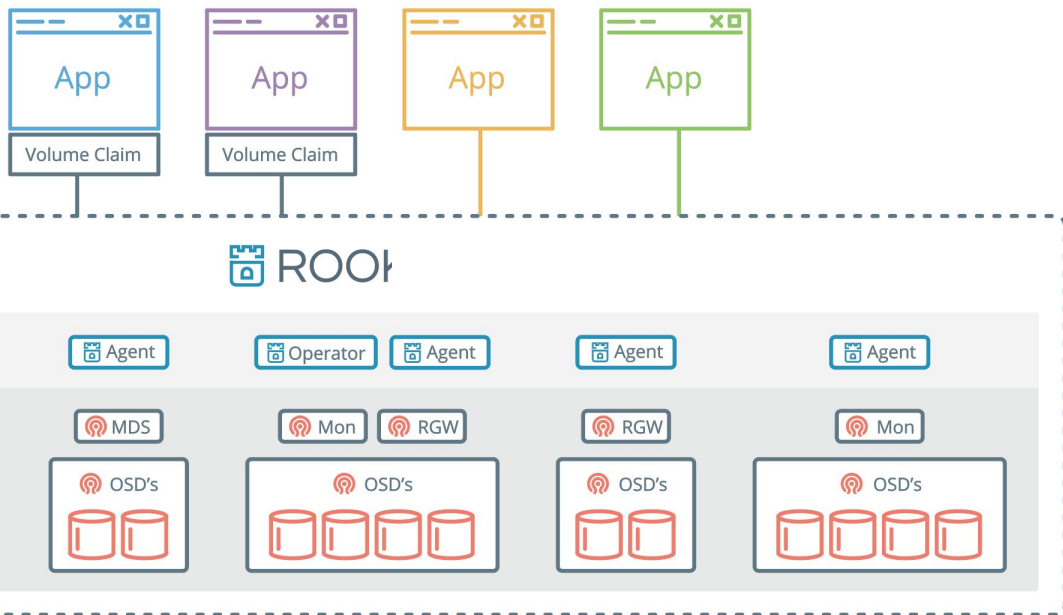 App App App App
Volume Claim Volume Claim
Agent Operator Agent Agent Agent
MDS Mon RGW RGW Mon
OSD's OSD's OSD's OSD's